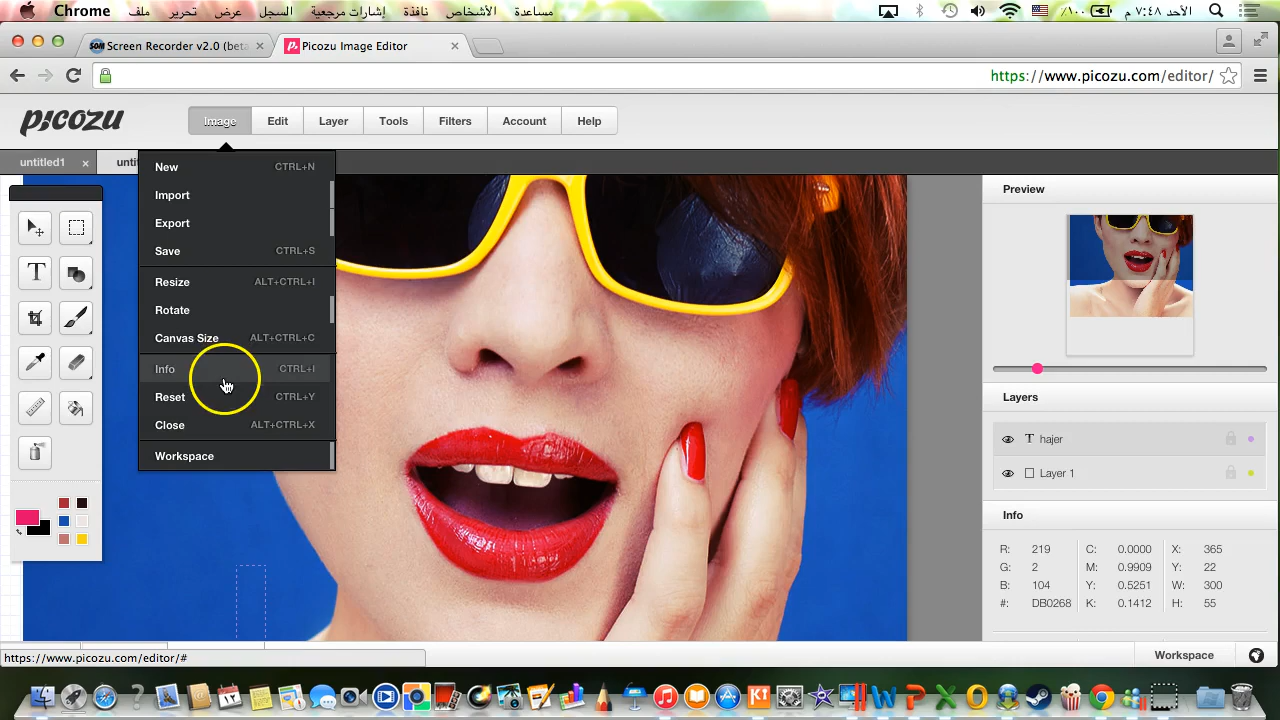 Chrome ملف تحرير عرض السجل إشارات مرجعية الأشخاص نافذة مساعدة ١٠٠٪ الأحد ٧:٤٨ م
Screen Recorder v2.0 (beta
Picozu Image Editor
https://www.picozu.com/editor/
picozu
Image Edit Layer Tools Filters Account Help
untitled1
New CTRL+N
Import
Export
Save CTRL+S
Resize ALT+CTRL+I
Rotate
Canvas Size ALT+CTRL+C
Info CTRL+I
Reset CTRL+Y
Close ALT+CTRL+X
Workspace
Preview
Layers
T hajer
Layer 1
Info
R: 219 C: 0.0000 X: 365
G: 2 M: 0.9909 Y: 22
B: 104 Y: 0.5251 W: 300
#: DB0268 K: 0.1412 H: 55
https://www.picozu.com/editor/#
Workspace